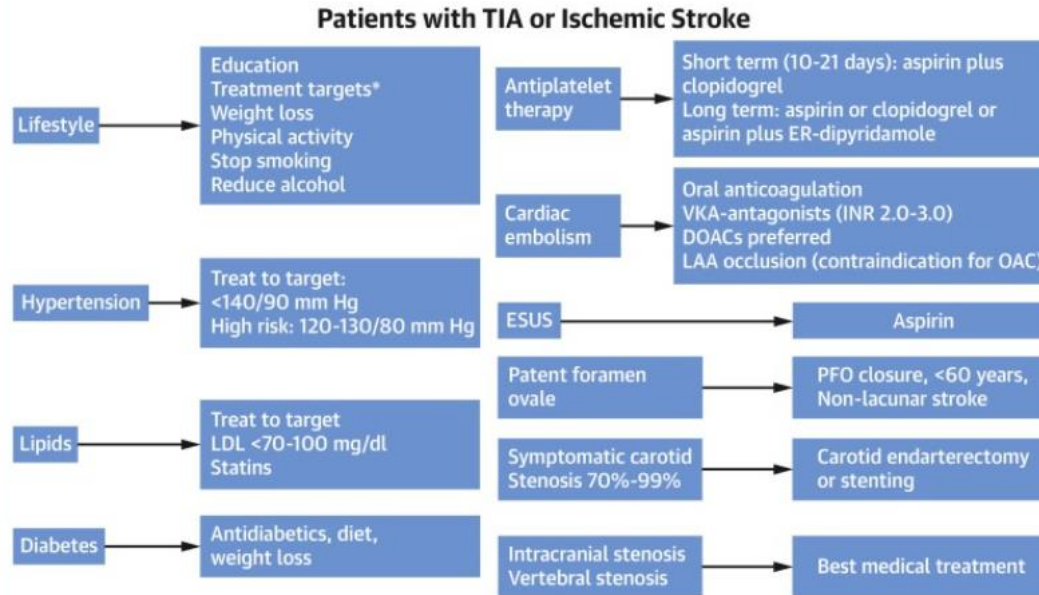 Patients with TIA or Ischemic Stroke
Lifestyle
Education
Treatment targets*
Weight loss
Physical activity
Stop smoking
Reduce alcohol
Hypertension
Treat to target:
<140/90 mm Hg
High risk: 120-130/80 mm Hg
Lipids
Treat to target
LDL <70-100 mg/dl
Statins
Diabetes
Antidiabetics, diet,
weight loss
Antiplatelet
therapy
Short term (10-21 days): aspirin plus
clopidogrel
Long term: aspirin or clopidogrel or
aspirin plus ER-dipyridamole
Cardiac
embolism
Oral anticoagulation
VKA-antagonists (INR 2.0-3.0)
DOACs preferred
LAA occlusion (contraindication for OAC)
ESUS
Aspirin
Patent foramen
ovale
PFO closure, <60 years,
Non-lacunar stroke
Symptomatic carotid
Stenosis 70%-99%
Carotid endarterectomy
or stenting
Intracranial stenosis
Vertebral stenosis
Best medical treatment